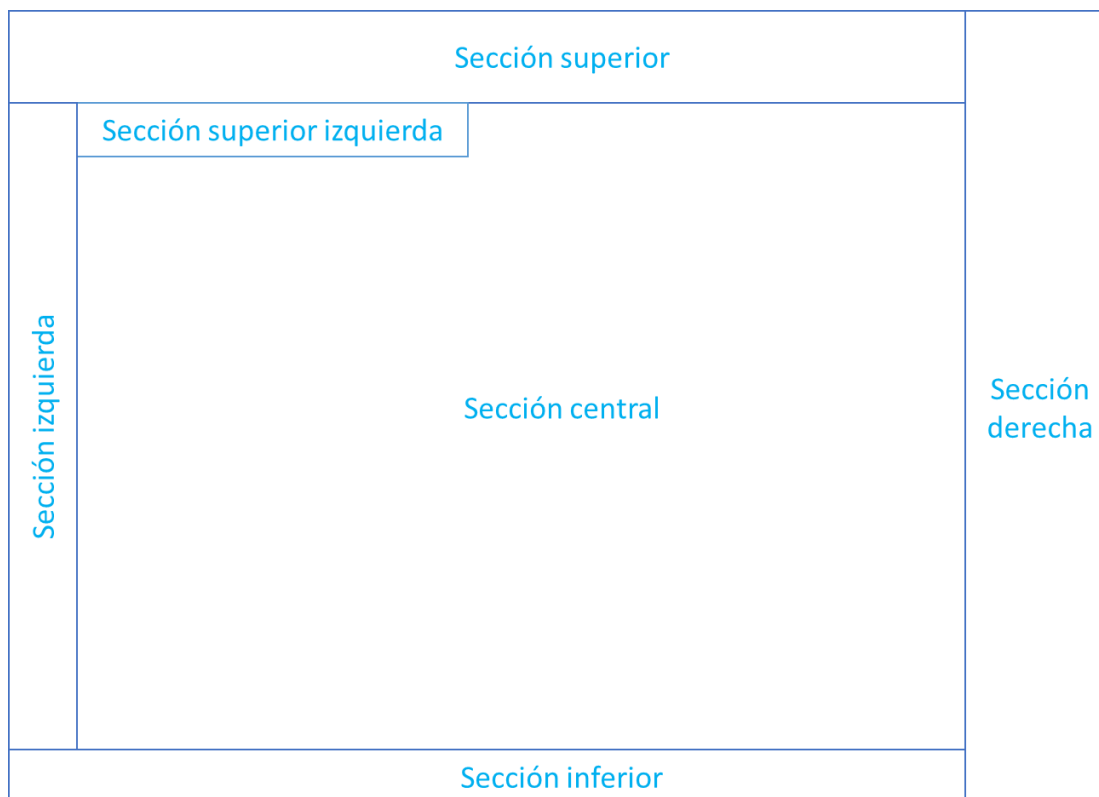 Sección superior
Sección superior izquierda
Sección izquierda
Sección central
Sección
derecha
Sección inferior